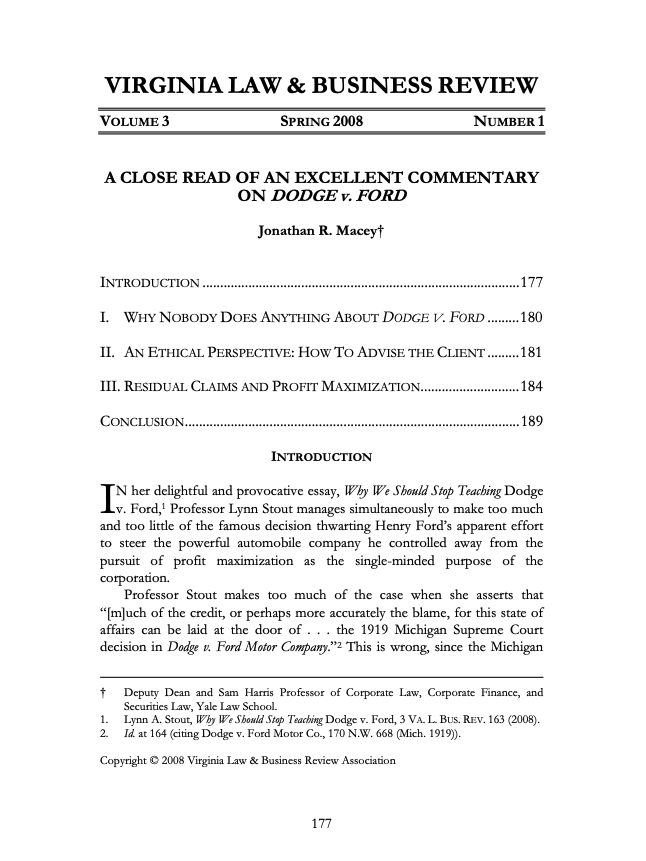 VIRGINIA LAW & BUSINESS REVIEW
VOLUME 3 SPRING 2008 NUMBER 1
A CLOSE READ OF AN EXCELLENT COMMENTARY
ON DODGE v. FORD
Jonathan R. Macey†
INTRODUCTION ..........................................................................................177
I. WHY NOBODY DOES ANYTHING ABOUT DODGE V. FORD .........180
II. AN ETHICAL PERSPECTIVE: HOW TO ADVISE THE CLIENT .........181
III. RESIDUAL CLAIMS AND PROFIT MAXIMIZATION............................184
CONCLUSION...............................................................................................189
INTRODUCTION
IN her delightful and provocative essay, Why We Should Stop Teaching Dodge
v. Ford,1 Professor Lynn Stout manages simultaneously to make too much
and too little of the famous decision thwarting Henry Ford’s apparent effort
to steer the powerful automobile company he controlled away from the
pursuit of profit maximization as the single-minded purpose of the
corporation.
Professor Stout makes too much of the case when she asserts that
“[m]uch of the credit, or perhaps more accurately the blame, for this state of
affairs can be laid at the door of . . . the 1919 Michigan Supreme Court
decision in Dodge v. Ford Motor Company.”2 This is wrong, since the Michigan
† Deputy Dean and Sam Harris Professor of Corporate Law, Corporate Finance, and
Securities Law, Yale Law School.
1. Lynn A. Stout, Why We Should Stop Teaching Dodge v. Ford, 3 VA. L. BUS. REV. 163 (2008).
2. Id. at 164 (citing Dodge v. Ford Motor Co., 170 N.W. 668 (Mich. 1919)).
Copyright © 2008 Virginia Law & Business Review Association
177